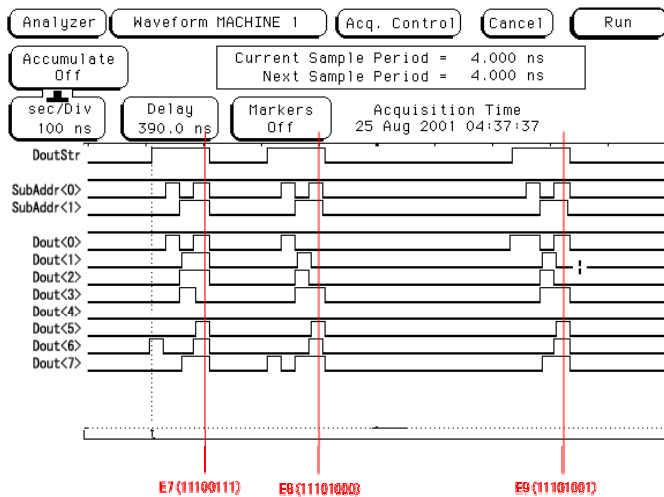 Analyzer Waveform MACHINE 1 Acq. Control Cancel Run
Accumulate
Off
Current Sample Period = 4.000 ns
Next Sample Period = 4.000 ns
sec/Div
100 ns
Delay
390.0 ns
Markers
Off
Acquisition Time
25 Aug 2001 04:37:37
DoutStr
SubAddr<0>
SubAddr<1>
Dout<0>
Dout<1>
Dout<2>
Dout<3>
Dout<4>
Dout<5>
Dout<6>
Dout<7>
E7(11100111) E8(11101000) E9(11101001)